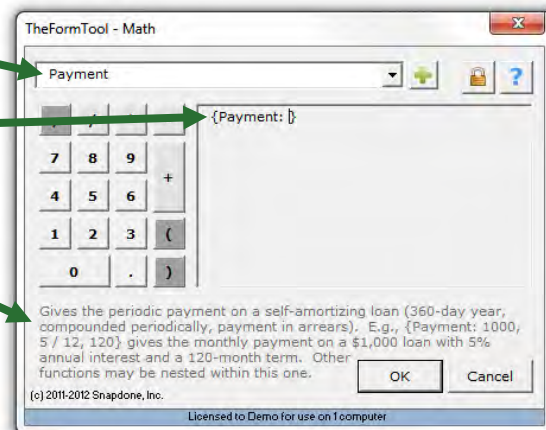 TheFormTool - Math
Payment
?
{Payment: }
7 8 9
+
4 5 6
1 2 3 (
0 . )
Gives the periodic payment on a self-amortizing loan (360-day year,
compounded periodically, payment in arrears). E.g., {Payment: 1000,
5 / 12, 120} gives the monthly payment on a $1,000 loan with 5%
annual interest and a 120-month term. Other
functions may be nested within this one.
OK Cancel
(c) 2011-2012 Snapdone, Inc.
Licensed to Demo for use on 1 computer